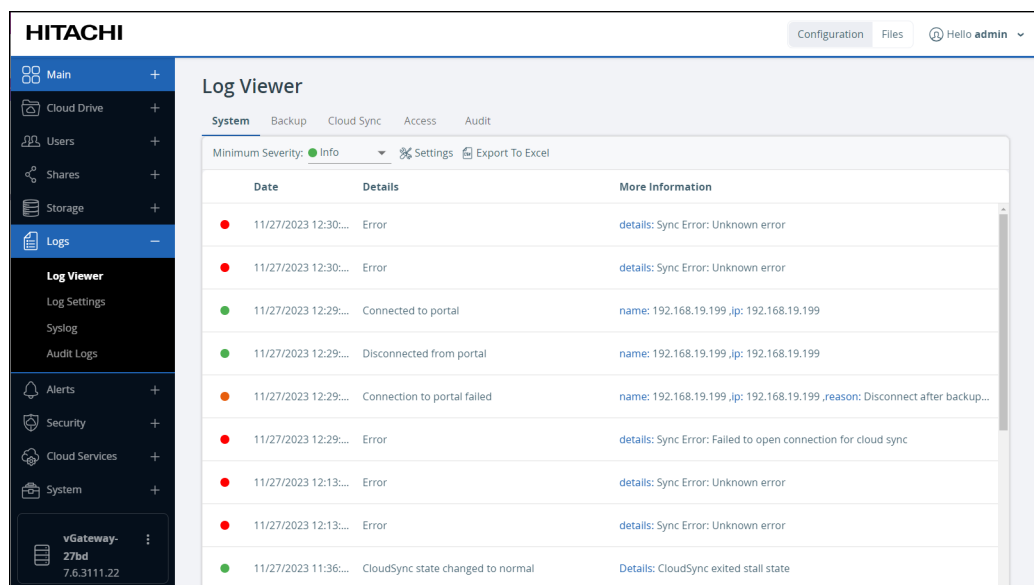 HITACHI
Configuration Files Hello admin
Main
Cloud Drive
Users
Shares
Storage
Logs
Log Viewer
Log Settings
Syslog
Audit Logs
Alerts
Security
Cloud Services
System
vGateway-
27bd
7.6.3111.22
Log Viewer
System Backup Cloud Sync Access Audit
Minimum Severity: Info Settings Export To Excel
Date Details More Information
11/27/2023 12:30:... Error details: Sync Error: Unknown error
11/27/2023 12:30:... Error details: Sync Error: Unknown error
11/27/2023 12:29:... Connected to portal name: 192.168.19.199 ,ip: 192.168.19.199
11/27/2023 12:29:... Disconnected from portal name: 192.168.19.199 ,ip: 192.168.19.199
11/27/2023 12:29:... Connection to portal failed name: 192.168.19.199 ,ip: 192.168.19.199 ,reason: Disconnect after backup...
11/27/2023 12:29:... Error details: Sync Error: Failed to open connection for cloud sync
11/27/2023 12:13:... Error details: Sync Error: Unknown error
11/27/2023 12:13:... Error details: Sync Error: Unknown error
11/27/2023 11:36:... CloudSync state changed to normal Details: CloudSync exited stall state